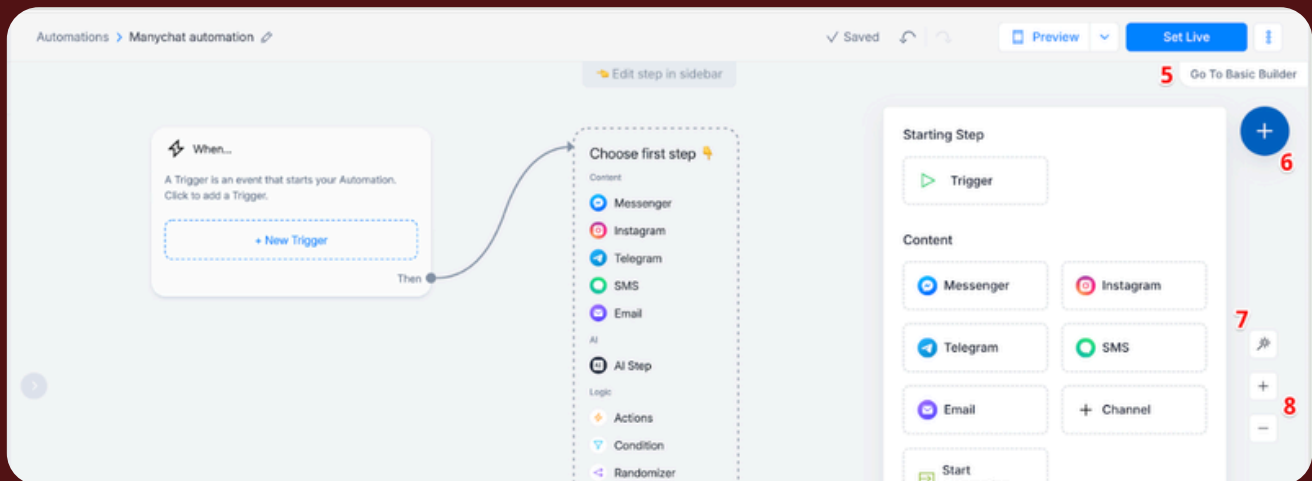 Automations > Manychat automation
Saved
Preview
Set Live
👈 Edit step in sidebar
5
Go To Basic Builder
When...
A Trigger is an event that starts your Automation.
Click to add a Trigger.
+ New Trigger
Then
Choose first step 👇
Content
Messenger
Instagram
Telegram
SMS
Email
AI
AI Step
Logic
Actions
Condition
Randomizer
Starting Step
Trigger
Content
Messenger
Instagram
Telegram
SMS
Email
+ Channel
Start
+
6
7
+
8
−